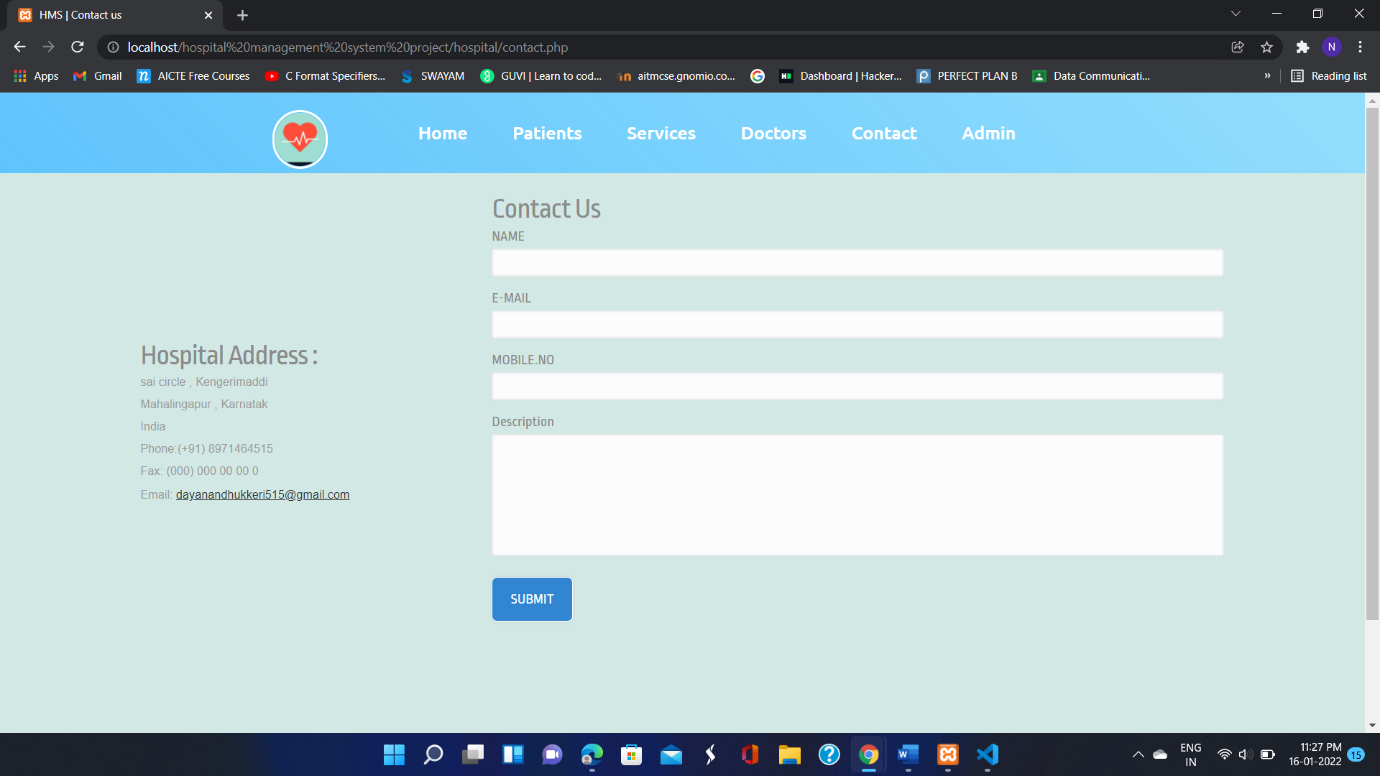 HMS | Contact us
localhost/hospital%20management%20system%20project/hospital/contact.php
N
Apps
Gmail
AICTE Free Courses
C Format Specifiers...
SWAYAM
GUVI | Learn to cod...
aitmcse.gnomio.co...
Dashboard | Hacker...
PERFECT PLAN B
Data Communicati...
»
Reading list
Home
Patients
Services
Doctors
Contact
Admin
Contact Us
NAME
E-MAIL
MOBILE.NO
Description
SUBMIT
Hospital Address :
sai circle , Kengerimaddi
Mahalingapur , Karnatak
India
Phone:(+91) 8971464515
Fax: (000) 000 00 00 0
Email: dayanandhukkeri515@gmail.com
ENG
IN
11:27 PM
16-01-2022
15